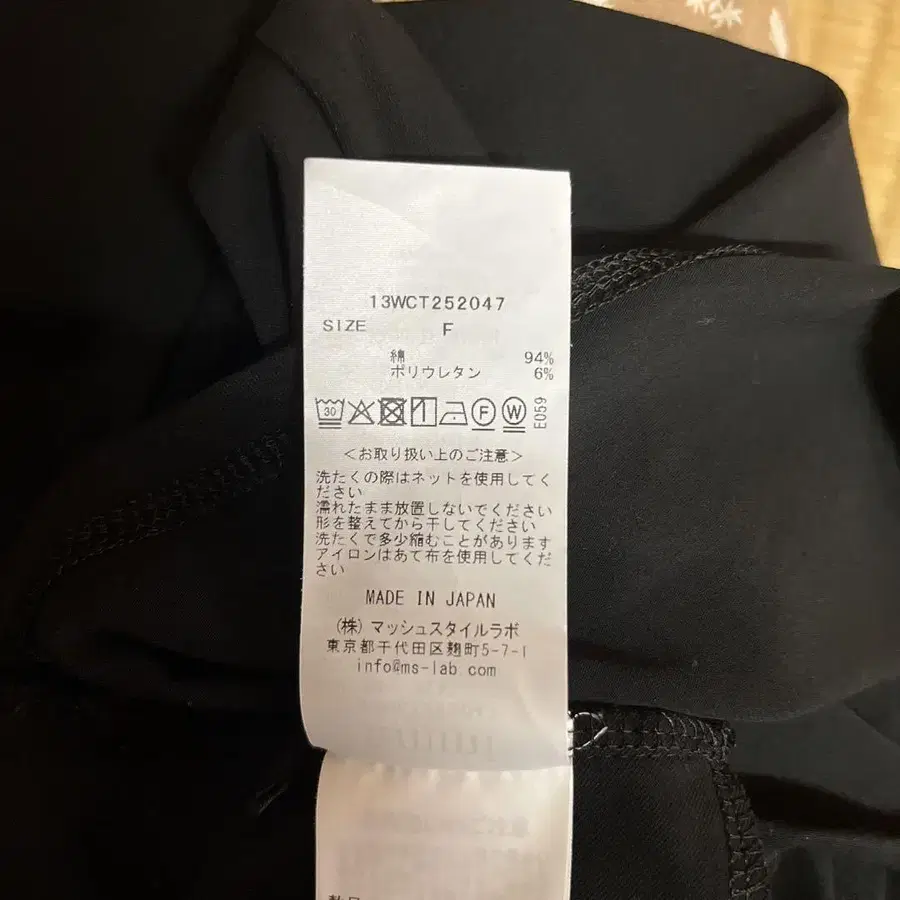 13WCT252047
SIZE F
綿 94%
ポリウレタン 6%
30 F W E059
＜お取り扱い上のご注意＞
洗たくの際はネットを使用してく
ださい
濡れたまま放置しないでください
形を整えてから干してください
洗たくで多少縮むことがあります
アイロンはあて布を使用してくだ
さい
MADE IN JAPAN
(株) マッシュスタイルラボ
東京都千代田区麹町5-7-1
info@ms-lab.com